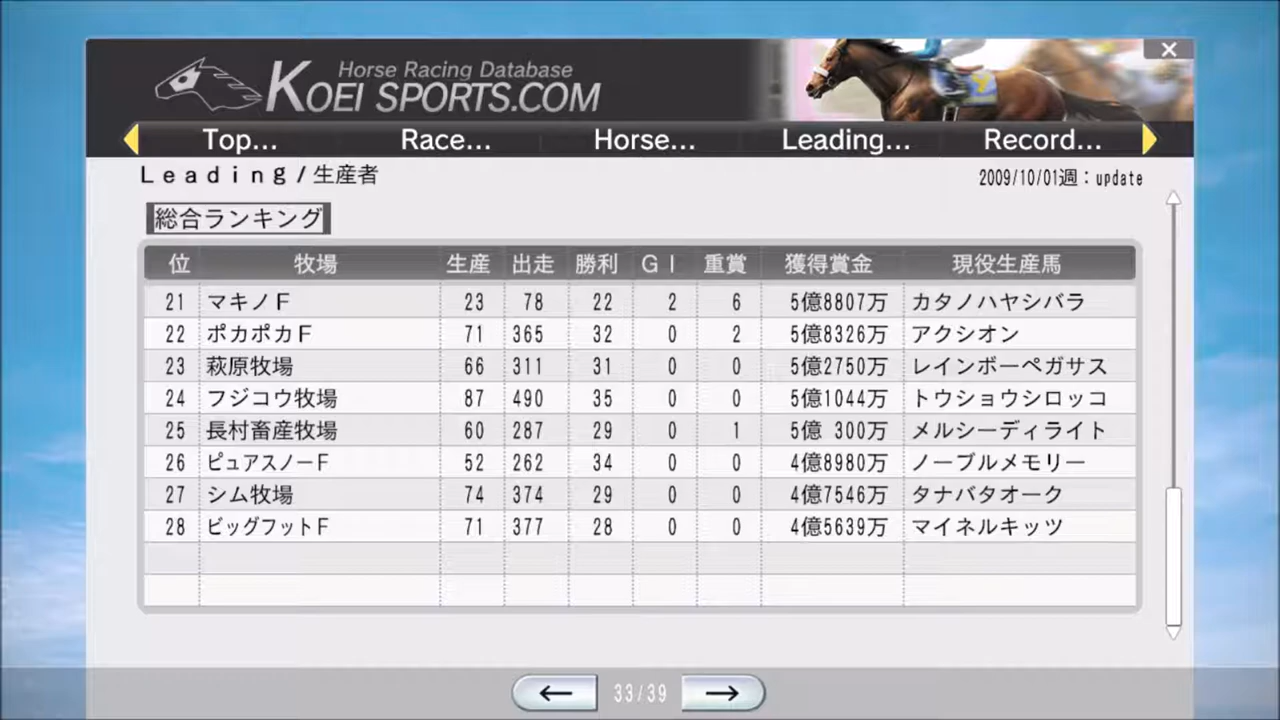 Horse Racing Database
KOEI SPORTS.COM
Top... Race... Horse... Leading... Record...
Leading/生産者 2009/10/01週：update
総合ランキング
位 牧場 生産 出走 勝利 GⅠ 重賞 獲得賞金 現役生産馬
21 マキノF 23 78 22 2 6 5億8807万 カタノハヤシバラ
22 ポカポカF 71 365 32 0 2 5億8326万 アクシオン
23 萩原牧場 66 311 31 0 0 5億2750万 レインボーペガサス
24 フジコウ牧場 87 490 35 0 0 5億1044万 トウショウシロッコ
25 長村畜産牧場 60 287 29 0 1 5億 300万 メルシーディライト
26 ピュアスノーF 52 262 34 0 0 4億8980万 ノーブルメモリー
27 シム牧場 74 374 29 0 0 4億7546万 タナバタオーク
28 ビッグフットF 71 377 28 0 0 4億5639万 マイネルキッツ
← 33/39 →